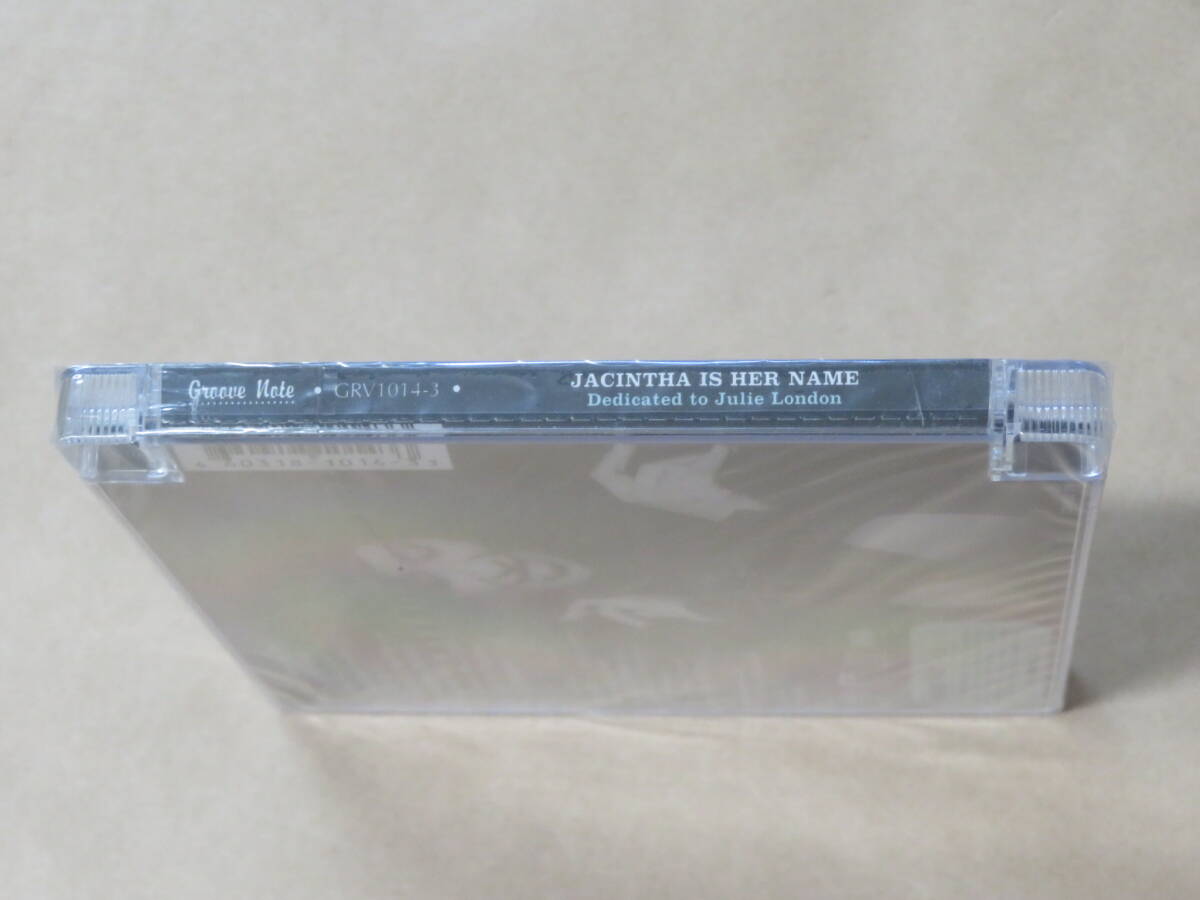 Groove Note • GRV1014-3 •
JACINTHA IS HER NAME
Dedicated to Julie London